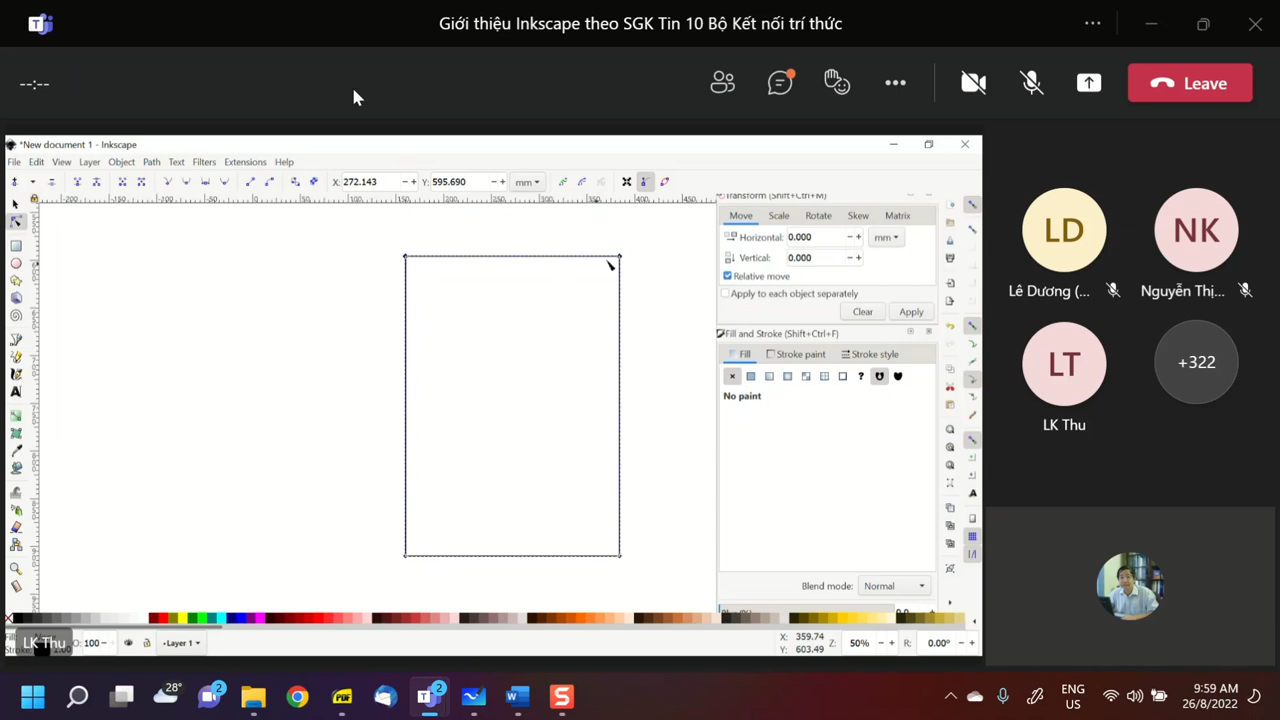 Giới thiệu Inkscape theo SGK Tin 10 Bộ Kết nối trí thức
--:--
Leave
*New document 1 - Inkscape
File Edit View Layer Object Path Text Filters Extensions Help
X: 272.143 Y: 595.690 mm
Transform (Shift+Ctrl+M)
Move Scale Rotate Skew Matrix
Horizontal: 0.000 mm
Vertical: 0.000
Relative move
Apply to each object separately
Clear Apply
Fill and Stroke (Shift+Ctrl+F)
Fill Stroke paint Stroke style
No paint
Blend mode: Normal
LK Thu
O: 100
Layer 1
X: 359.74
Y: 603.49
Z: 50%
R: 0.00°
LD
NK
Lê Dương (...
Nguyễn Thị...
LT
+322
LK Thu
28°
2
2
ENG
US
9:59 AM
26/8/2022